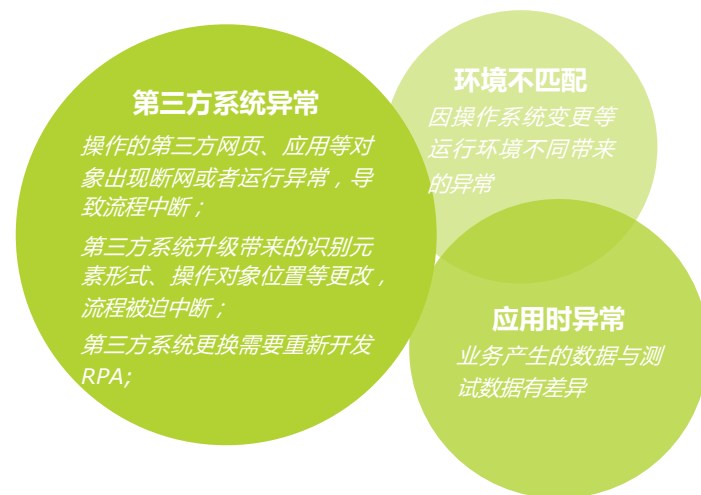 第三方系统异常
操作的第三方网页、应用等对
象出现断网或者运行异常，导
致流程中断；
第三方系统升级带来的识别元
素形式、操作对象位置等更改，
流程被迫中断；
第三方系统更换需要重新开发
RPA;
环境不匹配
因操作系统变更等
运行环境不同带来
的异常
应用时异常
业务产生的数据与测
试数据有差异